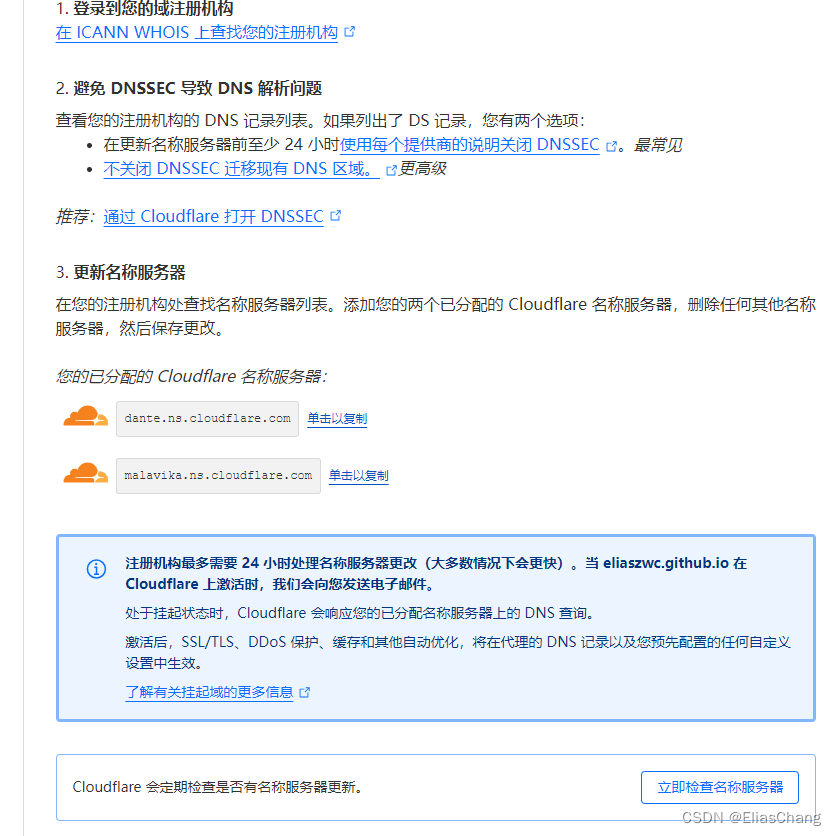 1. 登录到您的域注册机构
在 ICANN WHOIS 上查找您的注册机构
2. 避免 DNSSEC 导致 DNS 解析问题
查看您的注册机构的 DNS 记录列表。如果列出了 DS 记录，您有两个选项：
• 在更新名称服务器前至少 24 小时使用每个提供商的说明关闭 DNSSEC 。最常见
• 不关闭 DNSSEC 迁移现有 DNS 区域。 更高级
推荐：通过 Cloudflare 打开 DNSSEC
3. 更新名称服务器
在您的注册机构处查找名称服务器列表。添加您的两个已分配的 Cloudflare 名称服务器，删除任何其他名称
服务器，然后保存更改。
您的已分配的 Cloudflare 名称服务器：
dante.ns.cloudflare.com 单击以复制
malavika.ns.cloudflare.com 单击以复制
注册机构最多需要 24 小时处理名称服务器更改（大多数情况下会更快）。当 eliaszwc.github.io 在
Cloudflare 上激活时，我们会向您发送电子邮件。
处于挂起状态时，Cloudflare 会响应您的已分配名称服务器上的 DNS 查询。
激活后，SSL/TLS、DDoS 保护、缓存和其他自动优化，将在代理的 DNS 记录以及您预先配置的任何自定义
设置中生效。
了解有关挂起域的更多信息
Cloudflare 会定期检查是否有名称服务器更新。 立即检查名称服务器
CSDN @EliasChang